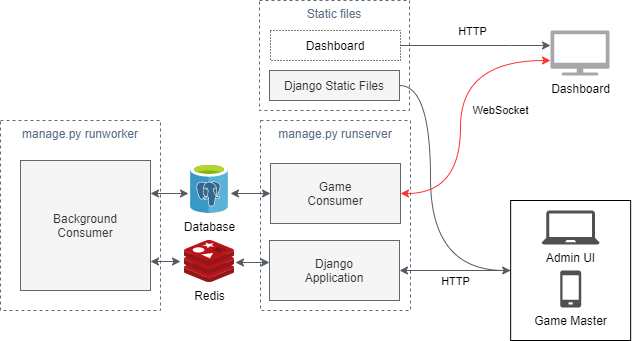 Static files
Dashboard
Django Static Files
HTTP
Dashboard
WebSocket
manage.py runworker
manage.py runserver
Background
Consumer
Database
Redis
Game
Consumer
Django
Application
HTTP
Admin UI
Game Master